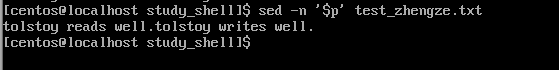 [centos@localhost study_shell]$ sed -n '$p' test_zhengze.txt
tolstoy reads well.tolstoy writes well.
[centos@localhost study_shell]$